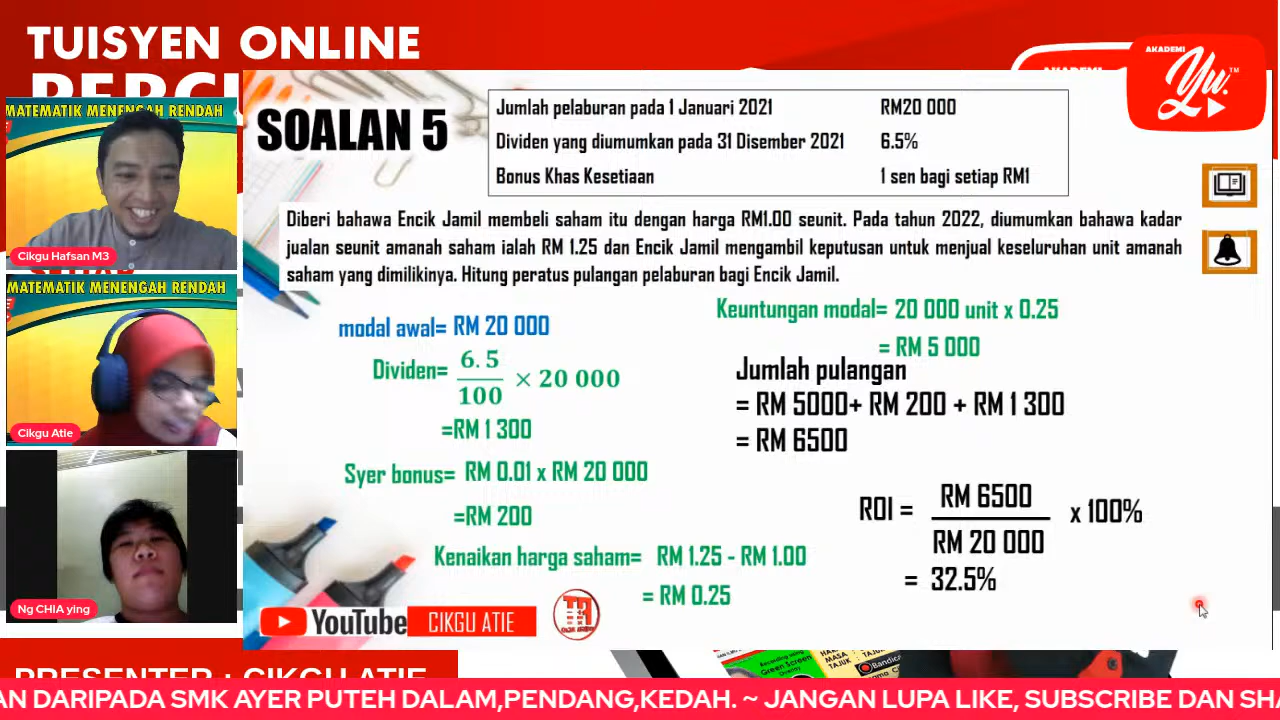 TUISYEN ONLINE
AKADEMI
Yu.
TM
MATEMATIK MENENGAH RENDAH
Cikgu Hafsan M3
MATEMATIK MENENGAH RENDAH
Cikgu Atie
Ng CHIA ying
SOALAN 5
Jumlah pelaburan pada 1 Januari 2021 RM20 000
Dividen yang diumumkan pada 31 Disember 2021 6.5%
Bonus Khas Kesetiaan 1 sen bagi setiap RM1
Diberi bahawa Encik Jamil membeli saham itu dengan harga RM1.00 seunit. Pada tahun 2022, diumumkan bahawa kadar
jualan seunit amanah saham ialah RM 1.25 dan Encik Jamil mengambil keputusan untuk menjual keseluruhan unit amanah
saham yang dimilikinya. Hitung peratus pulangan pelaburan bagi Encik Jamil.
modal awal= RM 20 000
Dividen= 6.5/100 × 20 000
=RM 1 300
Syer bonus= RM 0.01 x RM 20 000
=RM 200
Kenaikan harga saham= RM 1.25 - RM 1.00
= RM 0.25
Keuntungan modal= 20 000 unit x 0.25
= RM 5 000
Jumlah pulangan
= RM 5000+ RM 200 + RM 1 300
= RM 6500
ROI = RM 6500 / RM 20 000 x 100%
= 32.5%
YouTube CIKGU ATIE
PRESENTER : CIKGU ATIE
AN DARIPADA SMK AYER PUTEH DALAM,PENDANG,KEDAH. ~ JANGAN LUPA LIKE, SUBSCRIBE DAN SHA